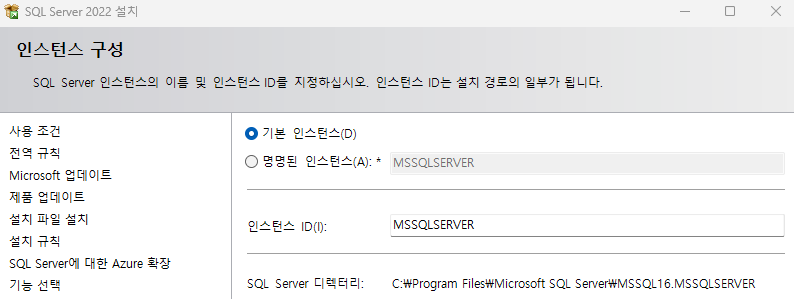 SQL Server 2022 설치
인스턴스 구성
SQL Server 인스턴스의 이름 및 인스턴스 ID를 지정하십시오. 인스턴스 ID는 설치 경로의 일부가 됩니다.
사용 조건
전역 규칙
Microsoft 업데이트
제품 업데이트
설치 파일 설치
설치 규칙
SQL Server에 대한 Azure 확장
기능 선택
기본 인스턴스(D)
명명된 인스턴스(A): * MSSQLSERVER
인스턴스 ID(I): MSSQLSERVER
SQL Server 디렉터리: C:₩Program Files₩Microsoft SQL Server₩MSSQL16.MSSQLSERVER